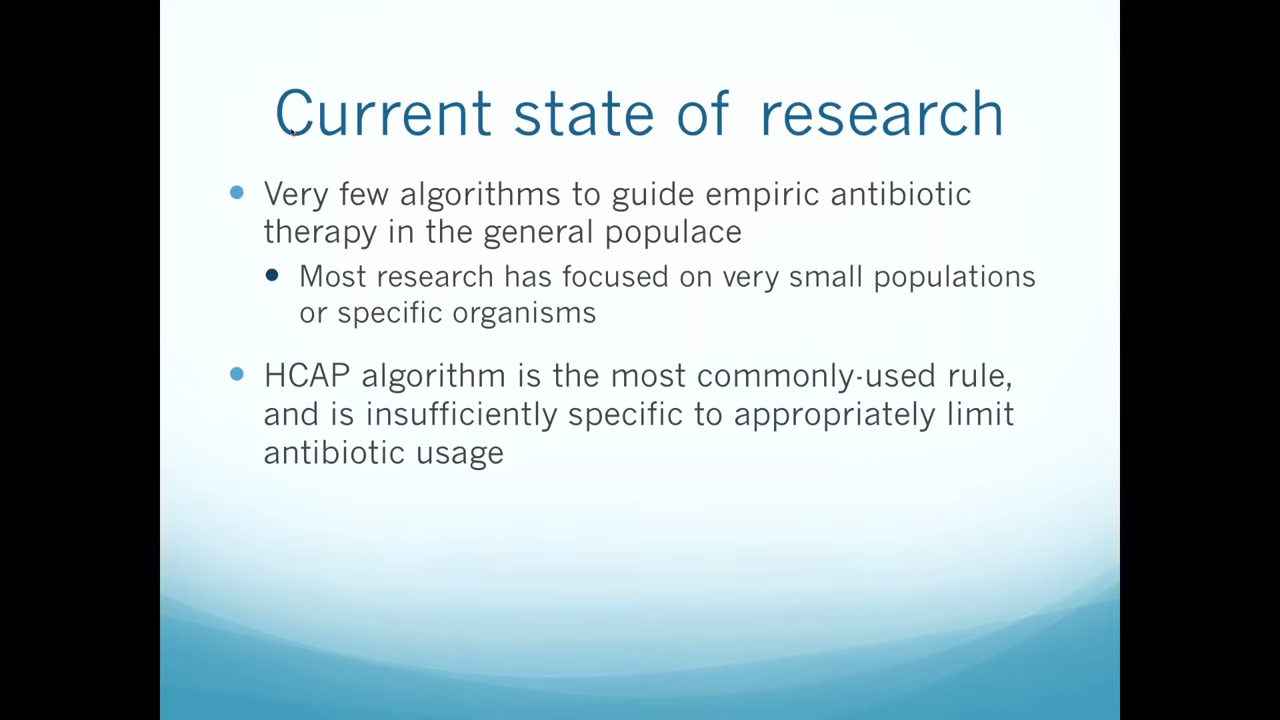 Current state of research
Very few algorithms to guide empiric antibiotic
therapy in the general populace
Most research has focused on very small populations
or specific organisms
HCAP algorithm is the most commonly-used rule,
and is insufficiently specific to appropriately limit
antibiotic usage